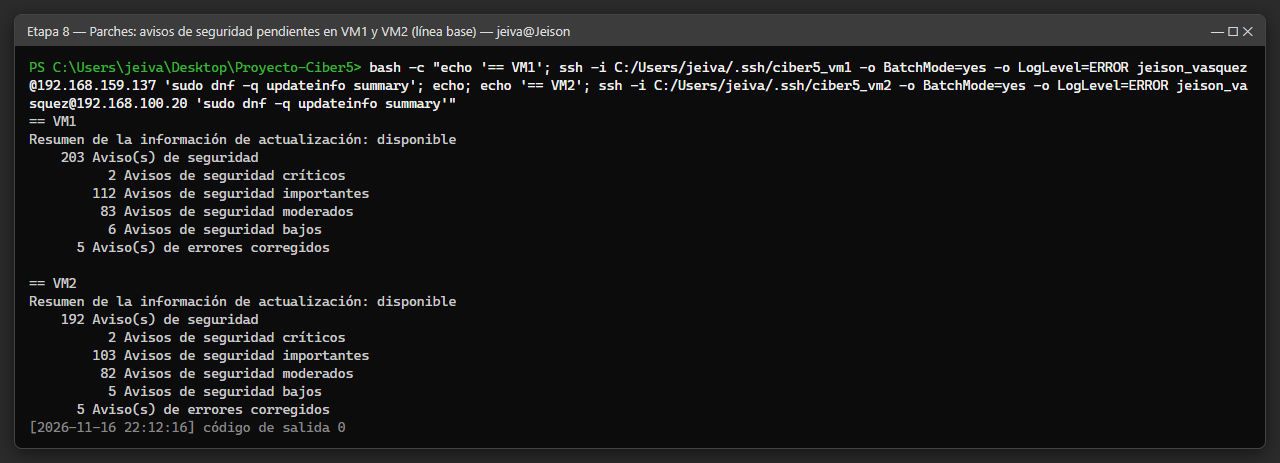 Etapa 8 — Parches: avisos de seguridad pendientes en VM1 y VM2 (línea base) — jeiva@Jeison
PS C:\Users\jeiva\Desktop\Proyecto-Ciber5> bash -c "echo '== VM1'; ssh -i C:/Users/jeiva/.ssh/ciber5_vm1 -o BatchMode=yes -o LogLevel=ERROR jeison_vasquez
@192.168.159.137 'sudo dnf -q updateinfo summary'; echo; echo '== VM2'; ssh -i C:/Users/jeiva/.ssh/ciber5_vm2 -o BatchMode=yes -o LogLevel=ERROR jeison_va
squez@192.168.100.20 'sudo dnf -q updateinfo summary'"
== VM1
Resumen de la información de actualización: disponible
203 Aviso(s) de seguridad
2 Avisos de seguridad críticos
112 Avisos de seguridad importantes
83 Avisos de seguridad moderados
6 Avisos de seguridad bajos
5 Aviso(s) de errores corregidos
== VM2
Resumen de la información de actualización: disponible
192 Aviso(s) de seguridad
2 Avisos de seguridad críticos
103 Avisos de seguridad importantes
82 Avisos de seguridad moderados
5 Avisos de seguridad bajos
5 Aviso(s) de errores corregidos
[2026-11-16 22:12:16] código de salida 0